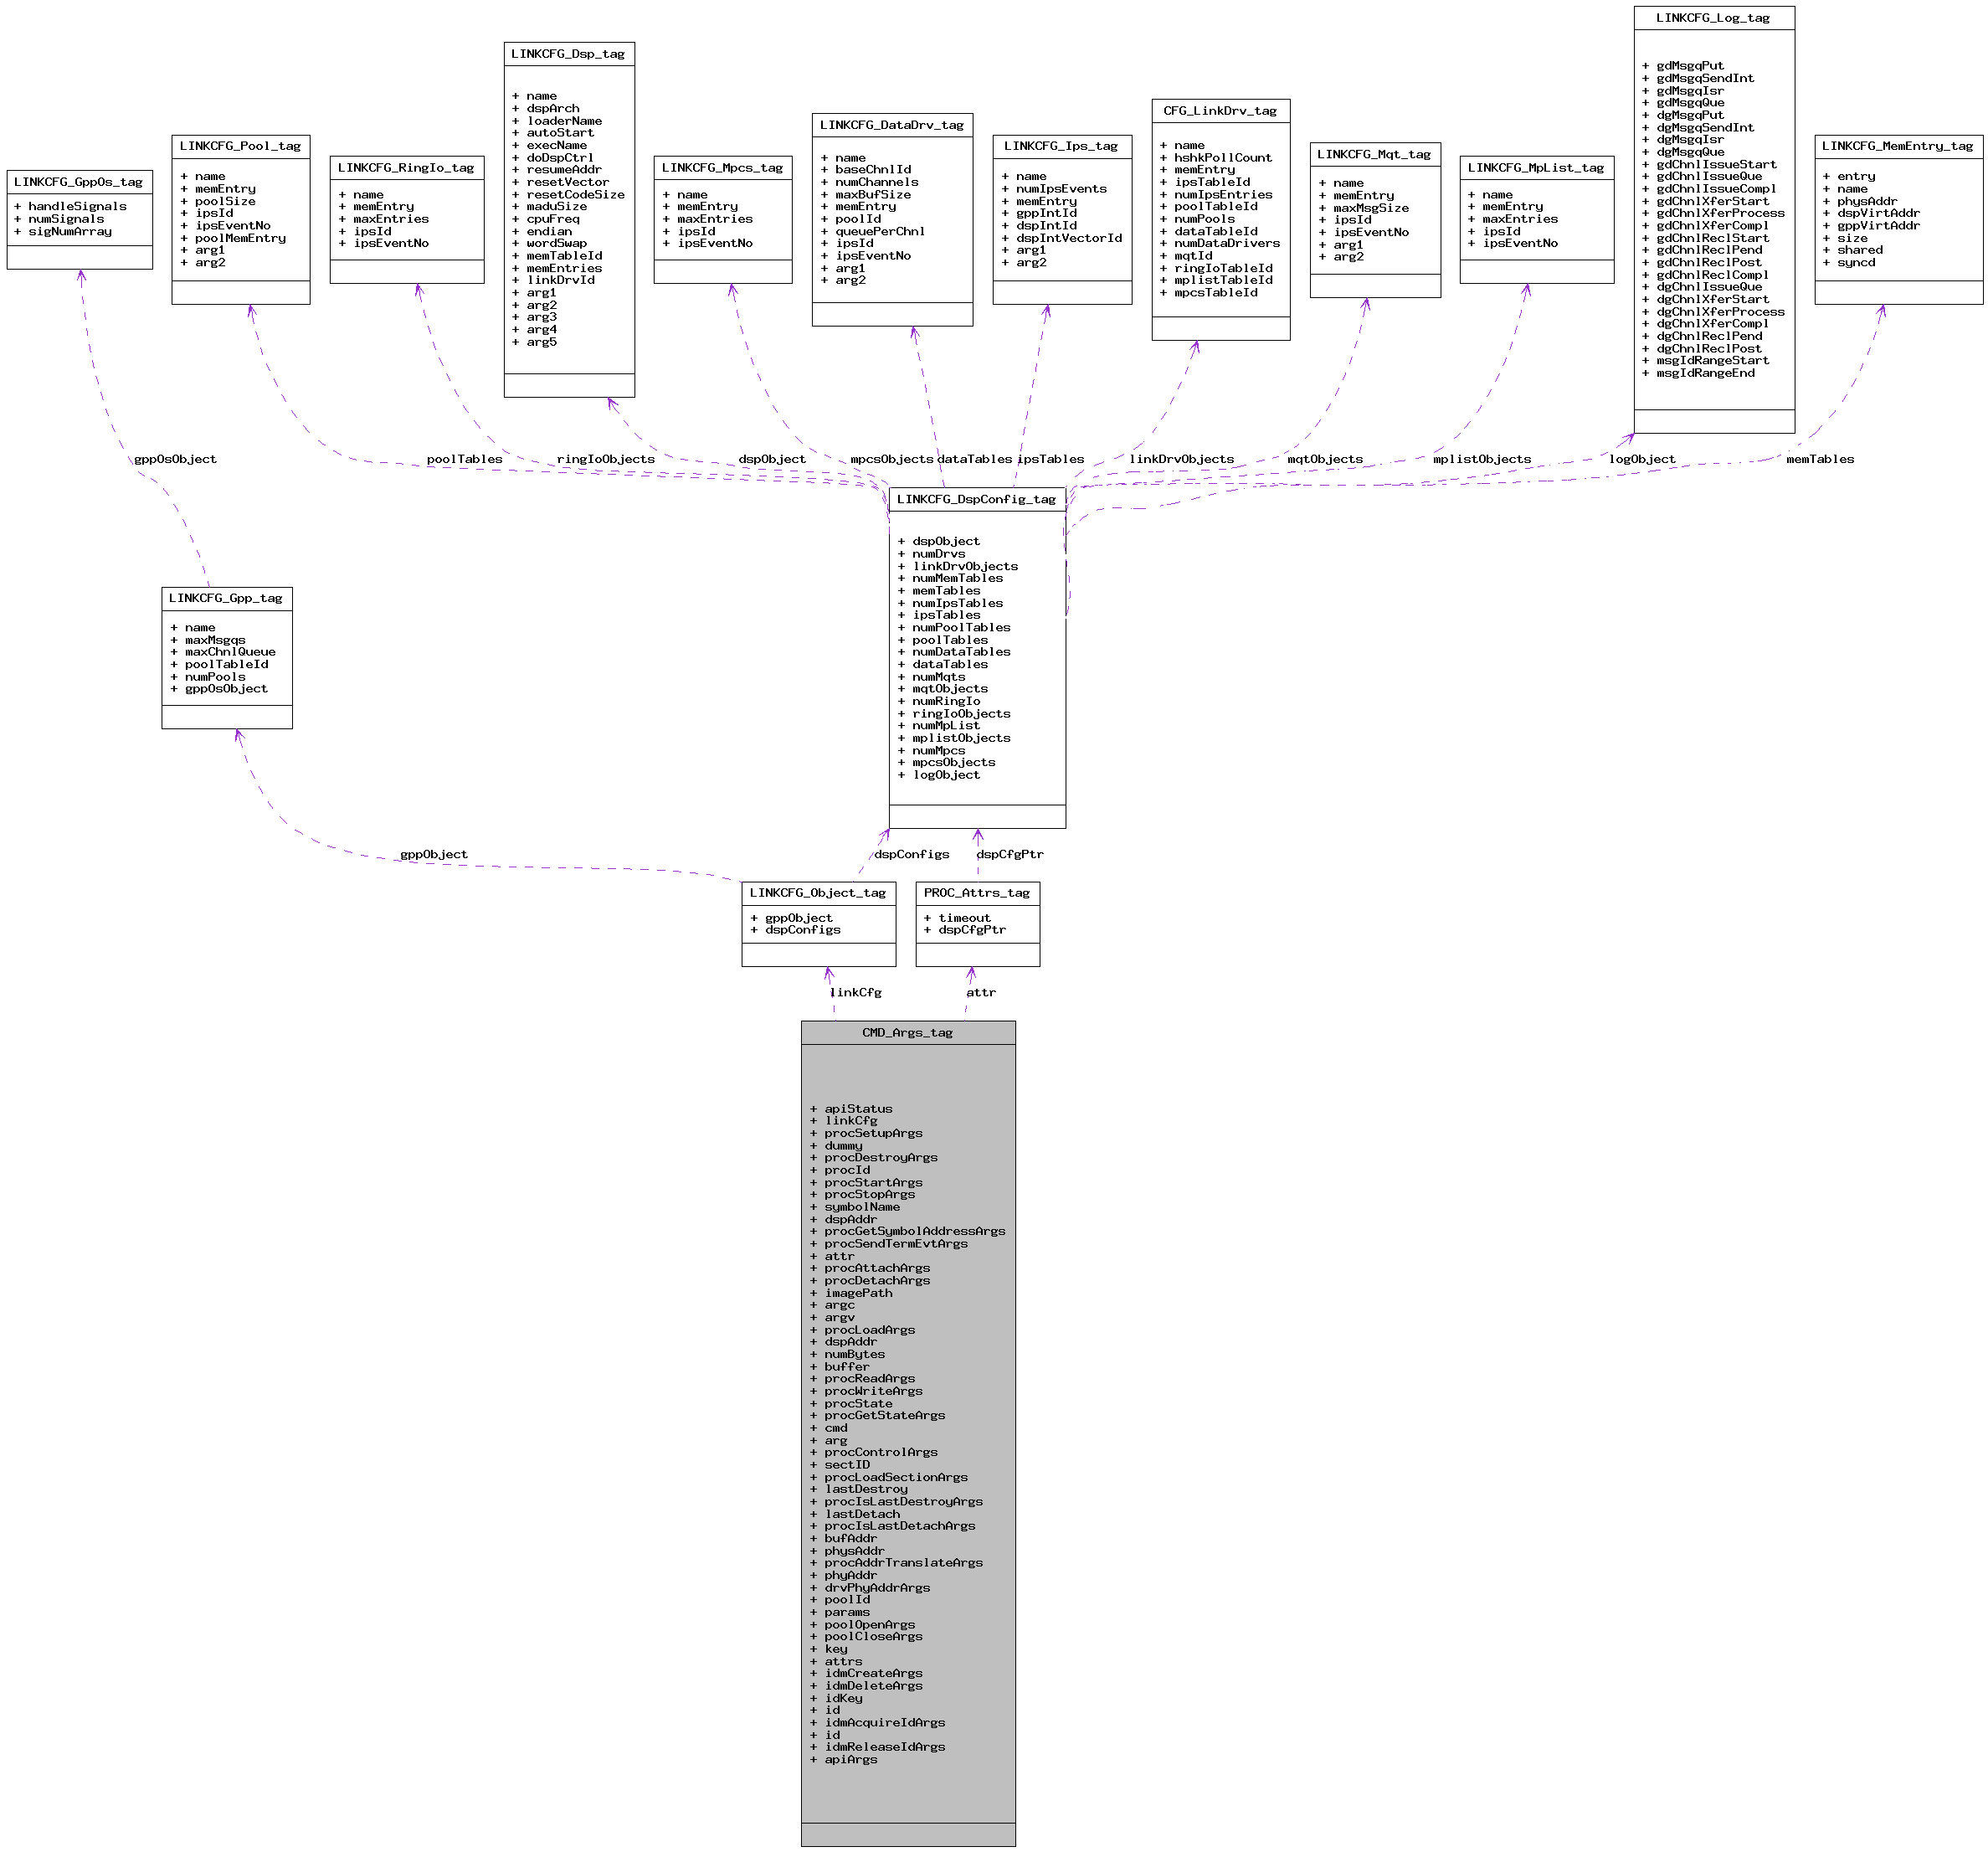 LINKCFG_Log_tag
+ gdMsgqPut
+ gdMsgqSendInt
+ gdMsgqIsr
+ gdMsgqQue
+ dgMsgqPut
+ dgMsgqSendInt
+ dgMsgqIsr
+ dgMsgqQue
+ gdChnlIssueStart
+ gdChnlIssueQue
+ gdChnlIssueCompl
+ gdChnlXferStart
+ gdChnlXferProcess
+ gdChnlXferCompl
+ gdChnlReclStart
+ gdChnlReclPend
+ gdChnlReclPost
+ gdChnlReclCompl
+ dgChnlIssueQue
+ dgChnlXferStart
+ dgChnlXferProcess
+ dgChnlXferCompl
+ dgChnlReclPend
+ dgChnlReclPost
+ msgIdRangeStart
+ msgIdRangeEnd
LINKCFG_Dsp_tag
+ name
+ dspArch
+ loaderName
+ autoStart
+ execName
+ doDspCtrl
+ resumeAddr
+ resetVector
+ resetCodeSize
+ maduSize
+ cpuFreq
+ endian
+ wordSwap
+ memTableId
+ memEntries
+ linkDrvId
+ arg1
+ arg2
+ arg3
+ arg4
+ arg5
CFG_LinkDrv_tag
+ name
+ hshkPollCount
+ memEntry
+ ipsTableId
+ numIpsEntries
+ poolTableId
+ numPools
+ dataTableId
+ numDataDrivers
+ mqtId
+ ringIoTableId
+ mplistTableId
+ mpcsTableId
LINKCFG_DataDrv_tag
+ name
+ baseChnlId
+ numChannels
+ maxBufSize
+ memEntry
+ poolId
+ queuePerChnl
+ ipsId
+ ipsEventNo
+ arg1
+ arg2
LINKCFG_Pool_tag
+ name
+ memEntry
+ poolSize
+ ipsId
+ ipsEventNo
+ poolMemEntry
+ arg1
+ arg2
LINKCFG_Ips_tag
+ name
+ numIpsEvents
+ memEntry
+ gppIntId
+ dspIntId
+ dspIntVectorId
+ arg1
+ arg2
LINKCFG_MemEntry_tag
+ entry
+ name
+ physAddr
+ dspVirtAddr
+ gppVirtAddr
+ size
+ shared
+ syncd
LINKCFG_Mqt_tag
+ name
+ memEntry
+ maxMsgSize
+ ipsId
+ ipsEventNo
+ arg1
+ arg2
LINKCFG_RingIo_tag
+ name
+ memEntry
+ maxEntries
+ ipsId
+ ipsEventNo
LINKCFG_Mpcs_tag
+ name
+ memEntry
+ maxEntries
+ ipsId
+ ipsEventNo
LINKCFG_MpList_tag
+ name
+ memEntry
+ maxEntries
+ ipsId
+ ipsEventNo
LINKCFG_GppOs_tag
+ handleSignals
+ numSignals
+ sigNumArray
gppOsObject
poolTables
ringIoObjects
dspObject
mpcsObjects
dataTables
ipsTables
linkDrvObjects
mqtObjects
mplistObjects
logObject
memTables
LINKCFG_DspConfig_tag
+ dspObject
+ numDrvs
+ linkDrvObjects
+ numMemTables
+ memTables
+ numIpsTables
+ ipsTables
+ numPoolTables
+ poolTables
+ numDataTables
+ dataTables
+ numMqts
+ mqtObjects
+ numRingIo
+ ringIoObjects
+ numMpList
+ mplistObjects
+ numMpcs
+ mpcsObjects
+ logObject
LINKCFG_Gpp_tag
+ name
+ maxMsgqs
+ maxChnlQueue
+ poolTableId
+ numPools
+ gppOsObject
gppObject
dspConfigs
dspCfgPtr
LINKCFG_Object_tag
+ gppObject
+ dspConfigs
PROC_Attrs_tag
+ timeout
+ dspCfgPtr
linkCfg
attr
CMD_Args_tag
+ apiStatus
+ linkCfg
+ procSetupArgs
+ dummy
+ procDestroyArgs
+ procId
+ procStartArgs
+ procStopArgs
+ symbolName
+ dspAddr
+ procGetSymbolAddressArgs
+ procSendTermEvtArgs
+ attr
+ procAttachArgs
+ procDetachArgs
+ imagePath
+ argc
+ argv
+ procLoadArgs
+ dspAddr
+ numBytes
+ buffer
+ procReadArgs
+ procWriteArgs
+ procState
+ procGetStateArgs
+ cmd
+ arg
+ procControlArgs
+ sectID
+ procLoadSectionArgs
+ lastDestroy
+ procIsLastDestroyArgs
+ lastDetach
+ procIsLastDetachArgs
+ bufAddr
+ physAddr
+ procAddrTranslateArgs
+ phyAddr
+ drvPhyAddrArgs
+ poolId
+ params
+ poolOpenArgs
+ poolCloseArgs
+ key
+ attrs
+ idmCreateArgs
+ idmDeleteArgs
+ idKey
+ id
+ idmAcquireIdArgs
+ id
+ idmReleaseIdArgs
+ apiArgs